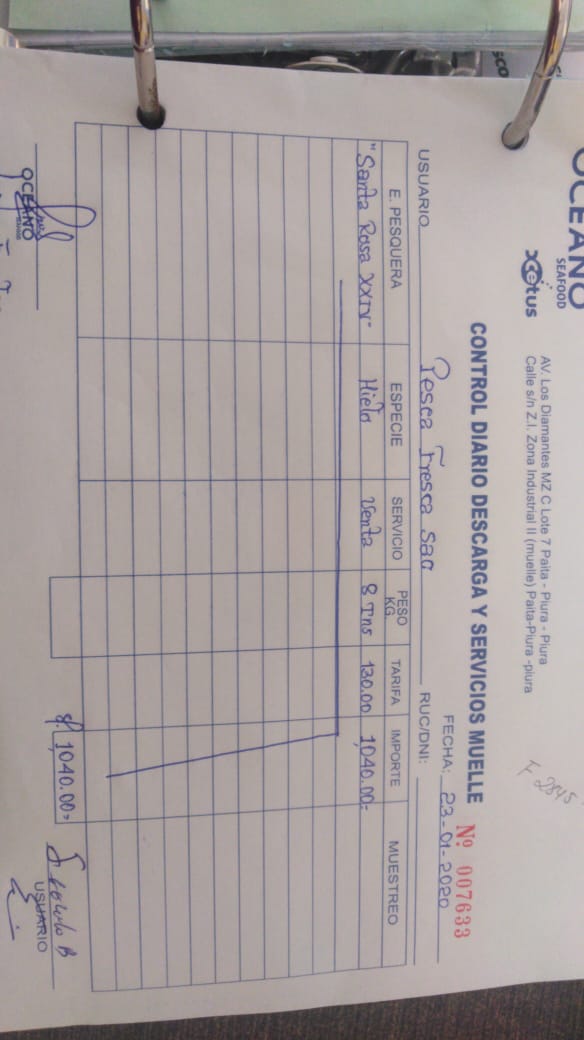 OCEANO
SEAFOOD
xcetus
AV. Los Diamantes MZ C Lote 7 Paita - Piura - Piura
Calle s/n Z.I. Zona Industrial II (muelle) Paita-Piura -piura
F 2845
CONTROL DIARIO DESCARGA Y SERVICIOS MUELLE
Nº 007633
FECHA: 23-01-2020
USUARIO Pesca Fresca Sac RUC/DNI:
E. PESQUERA ESPECIE SERVICIO PESO KG TARIFA IMPORTE MUESTREO
"Santa Rosa XXIV" Hielo Venta 8 Tns 130.00 1,040.00=
S/. 1,040.00=
OCEANO
USUARIO